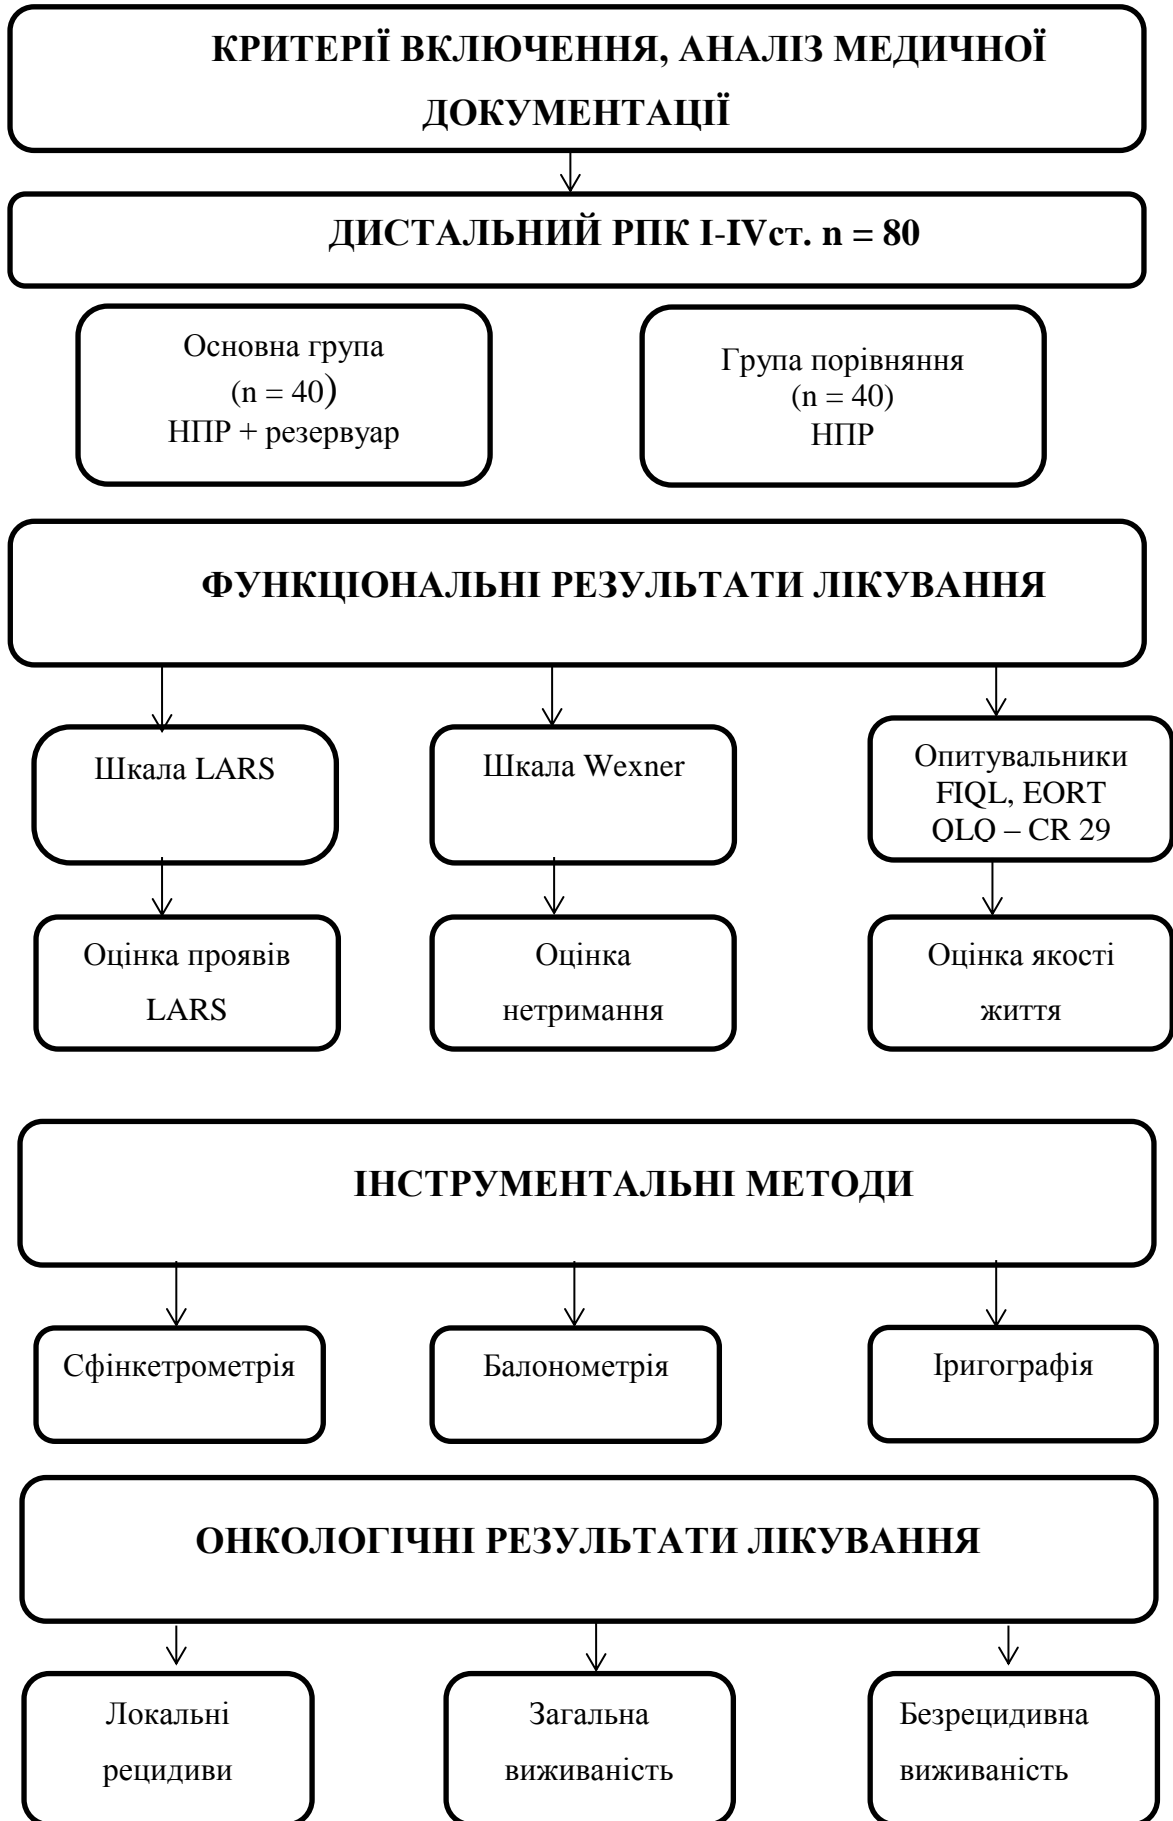 КРИТЕРІЇ ВКЛЮЧЕННЯ, АНАЛІЗ МЕДИЧНОЇ
ДОКУМЕНТАЦІЇ
ДИСТАЛЬНИЙ РПК І-ІVст. n = 80
Основна група
(n = 40)
НПР + резервуар
Група порівняння
(n = 40)
НПР
ФУНКЦІОНАЛЬНІ РЕЗУЛЬТАТИ ЛІКУВАННЯ
Шкала LARS
Шкала Wexner
Опитувальники
FIQL, EORT
QLQ – CR 29
Оцінка проявів
LARS
Оцінка
нетримання
Оцінка якості
життя
ІНСТРУМЕНТАЛЬНІ МЕТОДИ
Сфінкетрометрія
Балонометрія
Іригографія
ОНКОЛОГІЧНІ РЕЗУЛЬТАТИ ЛІКУВАННЯ
Локальні
рецидиви
Загальна
виживаність
Безрецидивна
виживаність